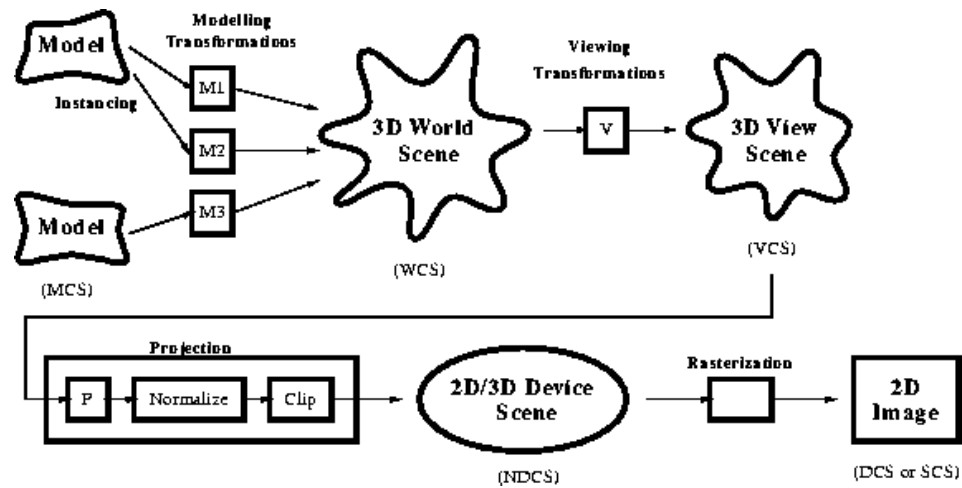 Model
Modelling
Transformations
Instancing
M1
M2
M3
Model
(MCS)
3D World
Scene
(WCS)
Viewing
Transformations
V
3D View
Scene
(VCS)
Projection
P
Normalize
Clip
2D/3D Device
Scene
(NDCS)
Rasterization
2D
Image
(DCS or SCS)